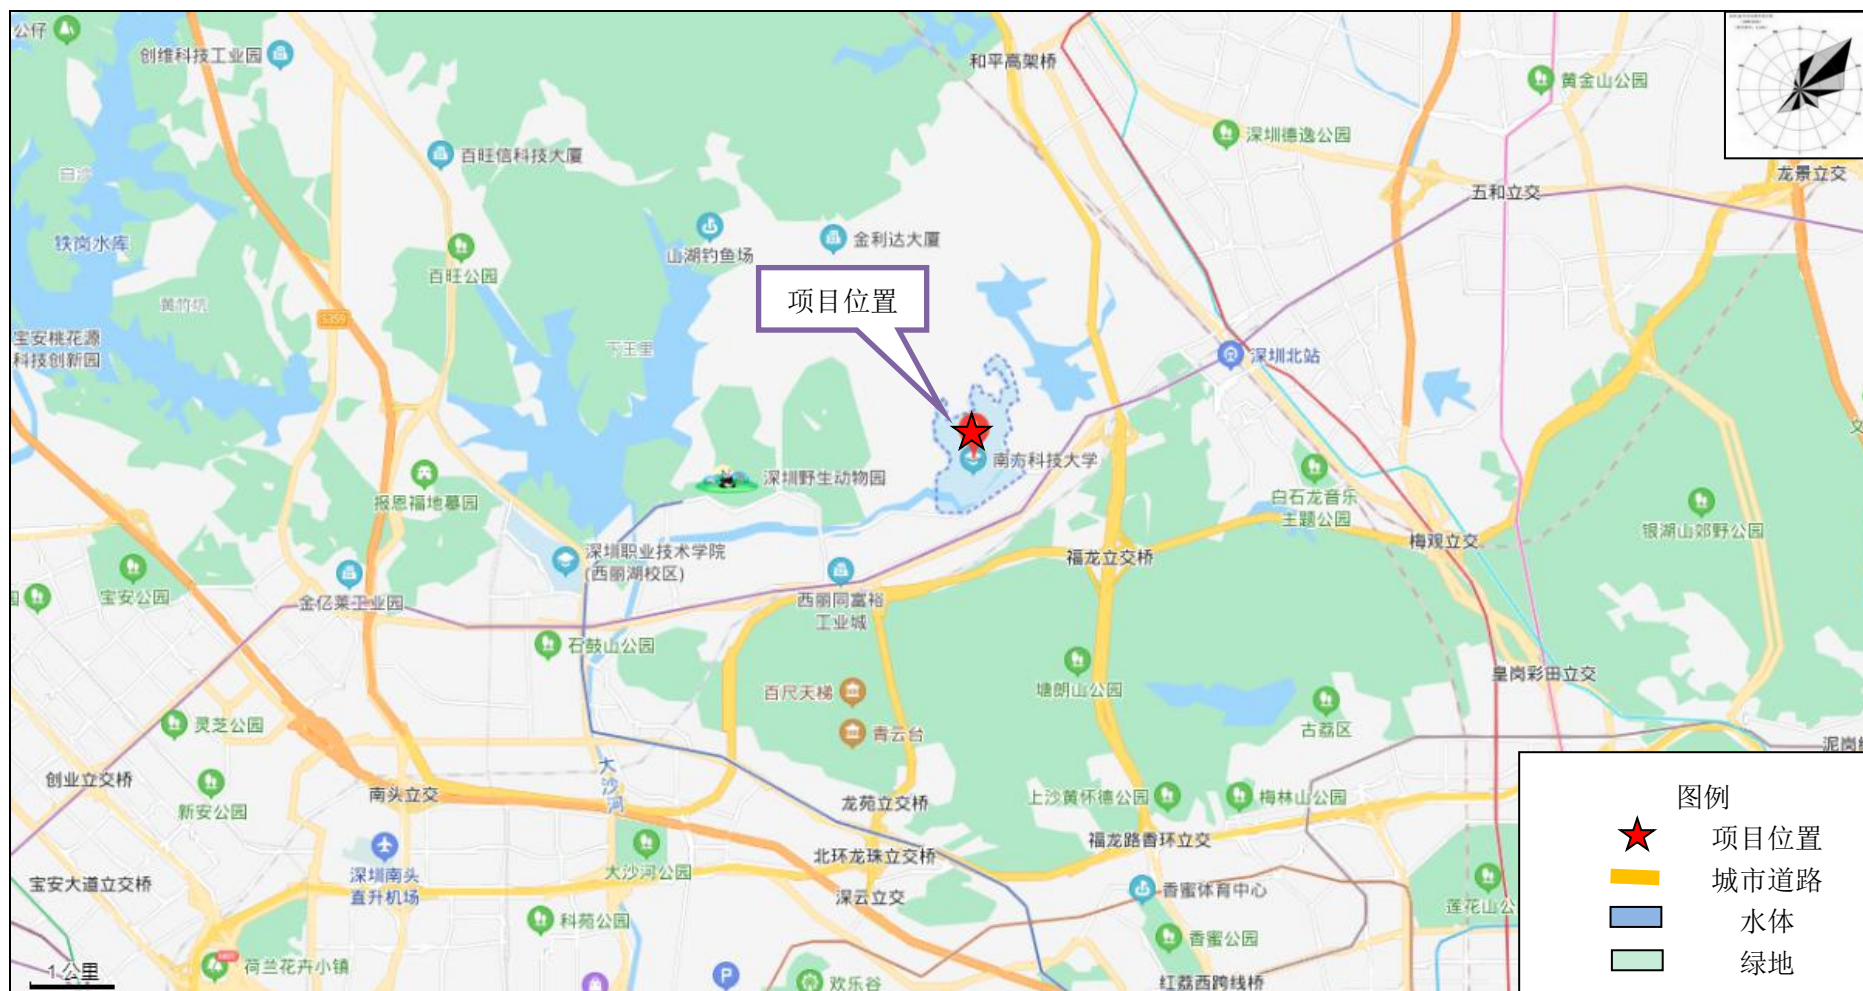 公仔
创维科技工业园
和平高架桥
黄金山公园
深圳德逸公园
百旺信科技大厦
白沙
龙景立交
五和立交
铁岗水库
山湖钓鱼场
金利达大厦
百旺公园
项目位置
黄竹坑
S359
宝安桃花源
科技创新园
下王里
深圳北站
南方科技大学
深圳野生动物园
报恩福地墓园
白石龙音乐
主题公园
银湖山郊野公园
梅观立交
深圳职业技术学院
(西丽湖校区)
福龙立交桥
宝安公园
园
金亿莱工业园
西丽同富裕
工业城
石鼓山公园
皇岗彩田立交
百尺天梯
塘朗山公园
灵芝公园
青云台
古荔区
泥岗
创业立交桥
大沙河
南头立交
新安公园
龙苑立交桥
上沙黄怀德公园
梅林山公园
福龙路香环立交
北环龙珠立交桥
大沙河公园
深圳南头
直升机场
宝安大道立交桥
深云立交
香蜜体育中心
莲花山公
科苑公园
香蜜公园
荷兰花卉小镇
1 公里
P
欢乐谷
红荔西跨线桥
图例
项目位置
城市道路
水体
绿地